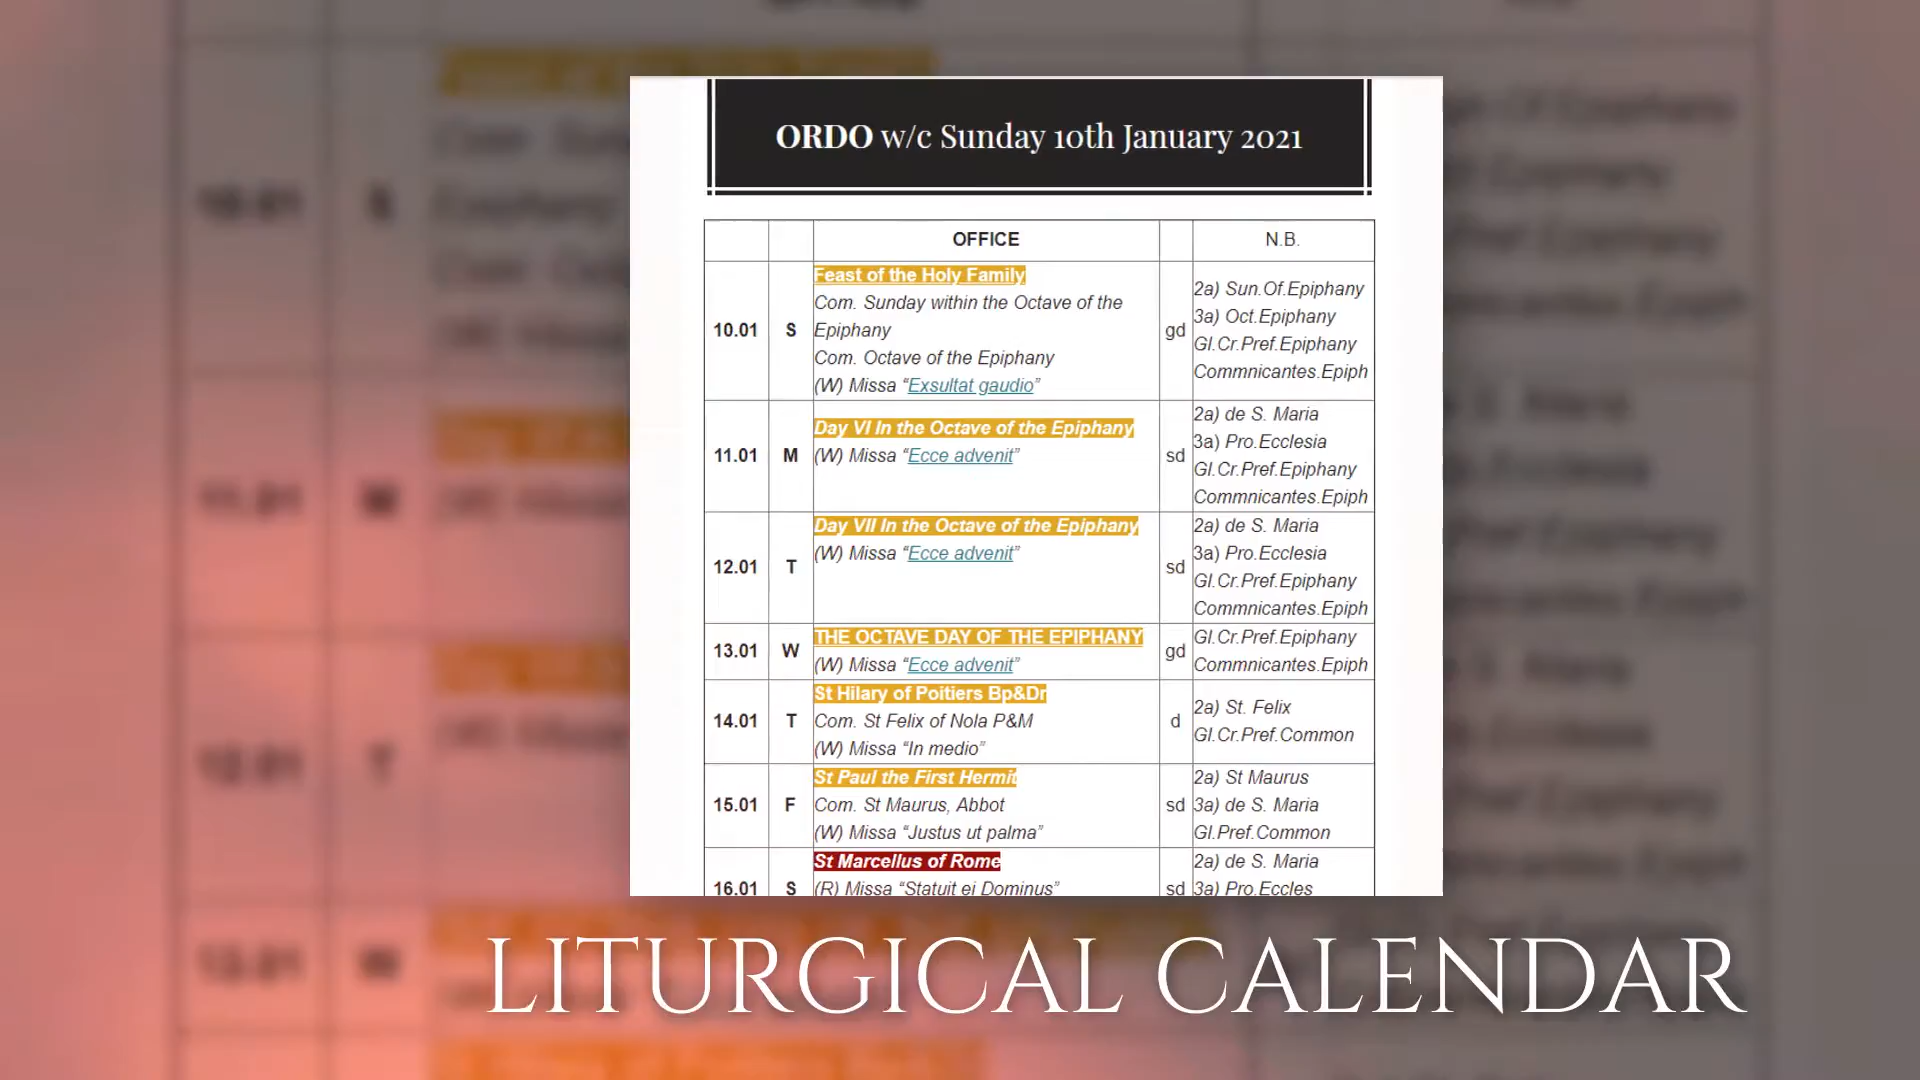 ORDO w/c Sunday 10th January 2021
OFFICE N.B.
10.01 S
Feast of the Holy Family
Com. Sunday within the Octave of the
Epiphany
Com. Octave of the Epiphany
(W) Missa “Exsultat gaudio”
gd
2a) Sun.Of.Epiphany
3a) Oct.Epiphany
Gl.Cr.Pref.Epiphany
Commnicantes.Epiph
11.01 M
Day VI In the Octave of the Epiphany
(W) Missa “Ecce advenit”
sd
2a) de S. Maria
3a) Pro.Ecclesia
Gl.Cr.Pref.Epiphany
Commnicantes.Epiph
12.01 T
Day VII In the Octave of the Epiphany
(W) Missa “Ecce advenit”
sd
2a) de S. Maria
3a) Pro.Ecclesia
Gl.Cr.Pref.Epiphany
Commnicantes.Epiph
13.01 W
THE OCTAVE DAY OF THE EPIPHANY
(W) Missa “Ecce advenit”
gd
Gl.Cr.Pref.Epiphany
Commnicantes.Epiph
14.01 T
St Hilary of Poitiers Bp&Dr
Com. St Felix of Nola P&M
(W) Missa “In medio”
d
2a) St. Felix
Gl.Cr.Pref.Common
15.01 F
St Paul the First Hermit
Com. St Maurus, Abbot
(W) Missa “Justus ut palma”
sd
2a) St Maurus
3a) de S. Maria
Gl.Pref.Common
16.01 S
St Marcellus of Rome
(R) Missa “Statuit ei Dominus”
sd
2a) de S. Maria
3a) Pro.Eccles
LITURGICAL CALENDAR